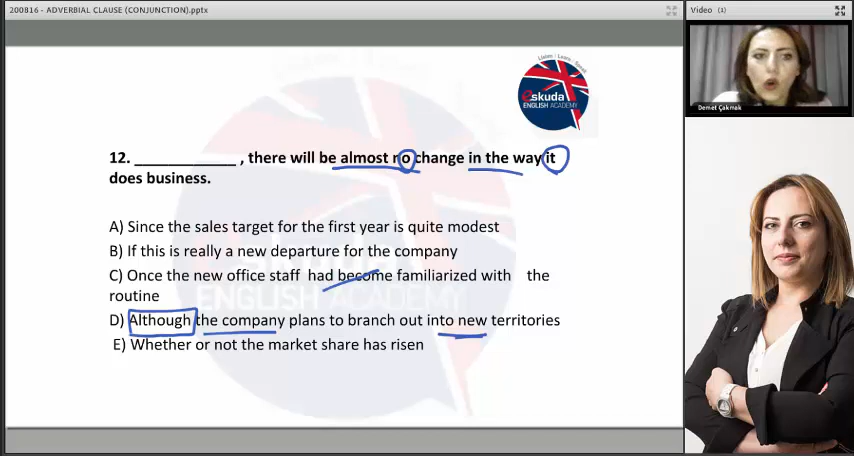 200816 - ADVERBIAL CLAUSE (CONJUNCTION).pptx
Video (1)
Listen - Learn - Speak
eskuda
ENGLISH ACADEMY
Demet Çakmak
12. ____________ , there will be almost no change in the way it
does business.
A) Since the sales target for the first year is quite modest
B) If this is really a new departure for the company
C) Once the new office staff had become familiarized with the
routine
D) Although the company plans to branch out into new territories
E) Whether or not the market share has risen
eskuda
ENGLISH ACADEMY